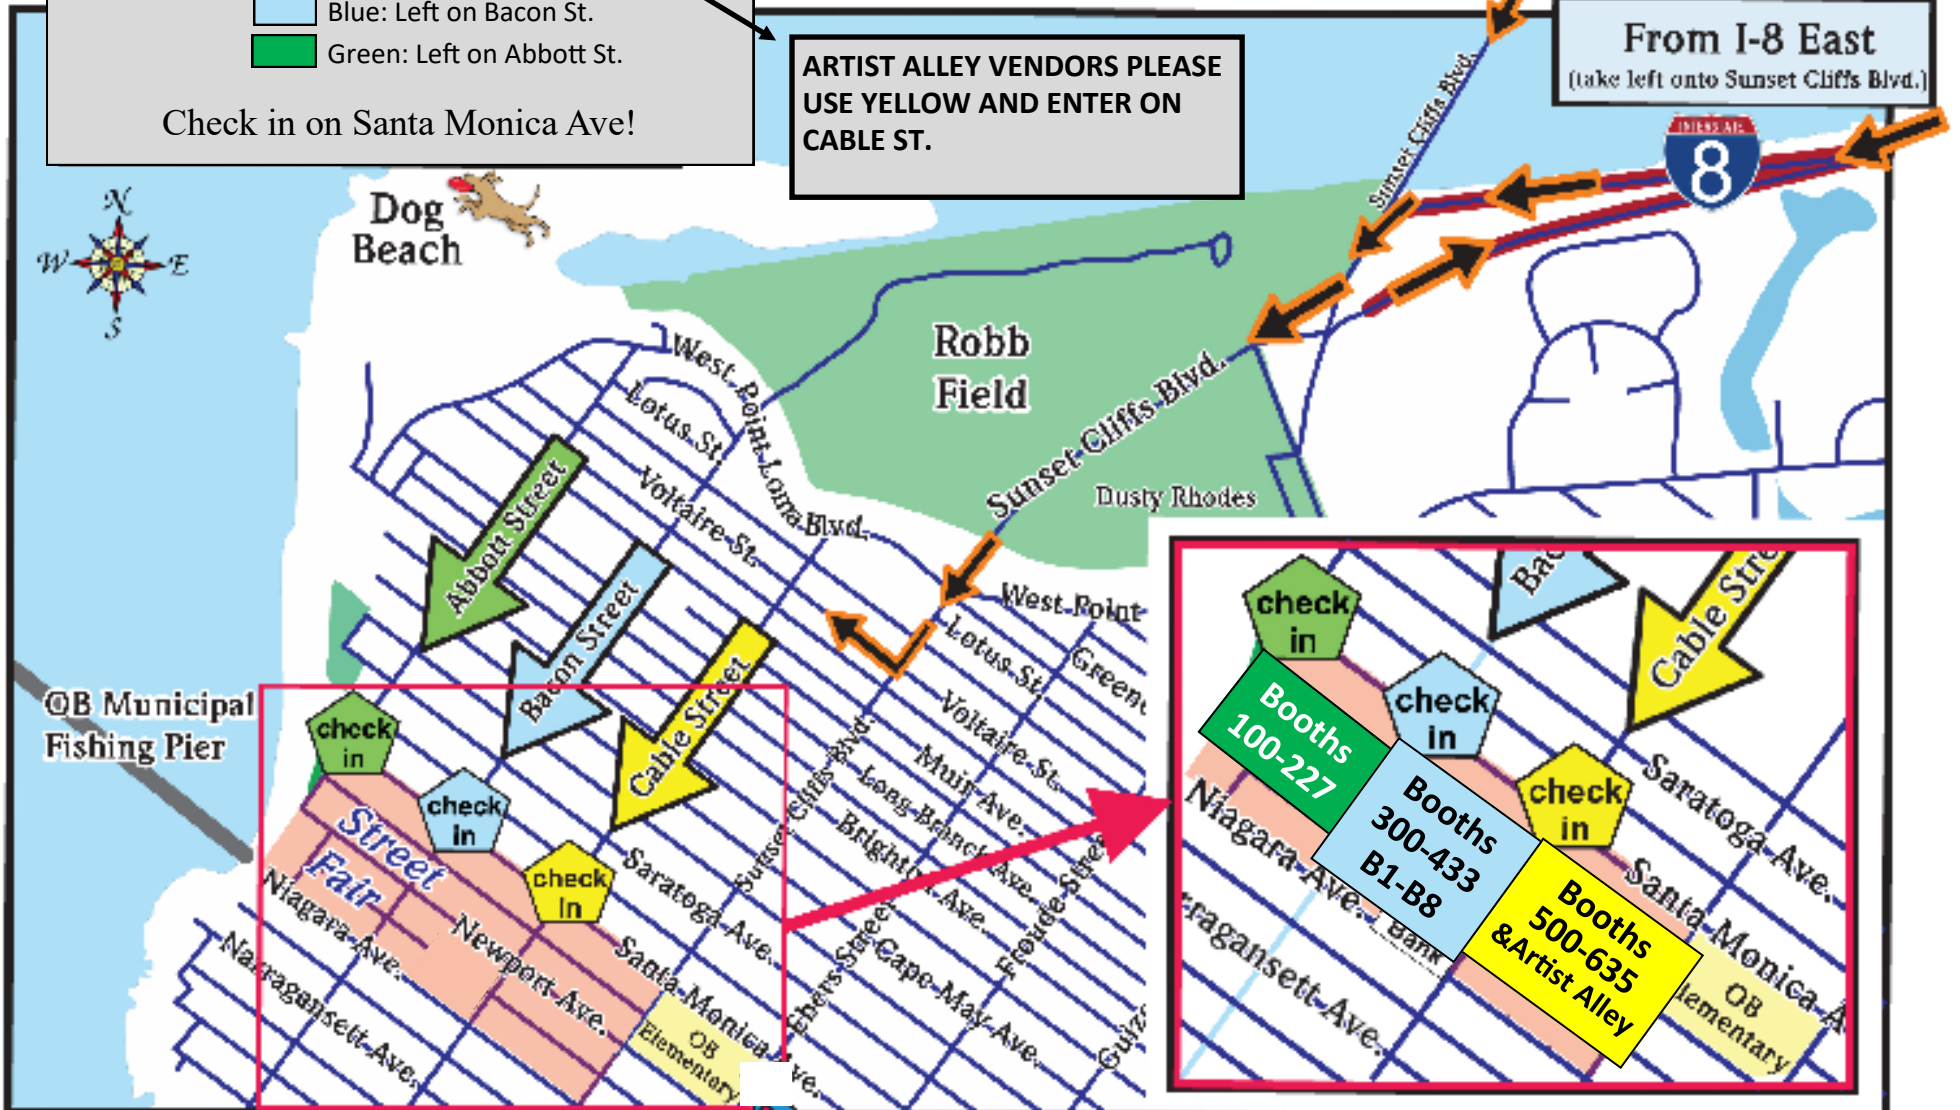 Blue: Left on Bacon St.
Green: Left on Abbott St.
Check in on Santa Monica Ave!
ARTIST ALLEY VENDORS PLEASE
USE YELLOW AND ENTER ON
CABLE ST.
From I-8 East
(take left onto Sunset Cliffs Blvd.)
Sunset Cliffs Blvd.
INTERSTATE
8
N
W
E
S
Dog
Beach
Robb
Field
West Point Loma Blvd.
Lotus St.
Voltaire St.
Sunset Cliffs Blvd.
Dusty Rhodes
Abbott Street
Bacon Street
Cable Street
West Point
Lotus St.
Voltaire St.
Muir Ave.
Long Branch Ave.
Brighton Ave.
Cape May Ave.
Saratoga Ave.
Santa Monica
Ve.
Sunset Cliffs Blvd.
Ebers Street
Froude Street
OB Municipal
Fishing Pier
check
in
check
in
check
in
Street
Fair
Niagara Ave.
Newport Ave.
Narragansett Ave.
OB
Elementary
check
in
check
in
check
in
Bac
Cable Stre
Booths
100-227
Booths
300-433
B1-B8
Booths
500-635
&Artist Alley
Saratoga Ave.
Santa Monica A
Niagara Ave.
rragansett Ave.
Bank
OB
lementary